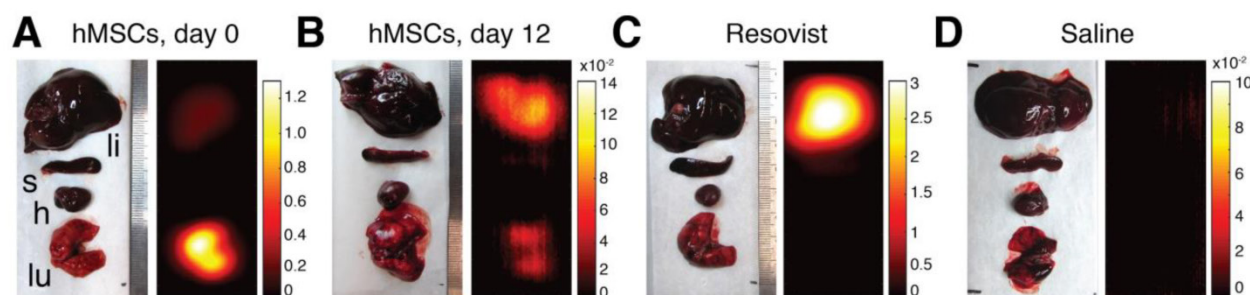 A hMSCs, day 0
li
s
h
lu
1.2
1.0
0.8
0.6
0.4
0.2
0
B hMSCs, day 12
x10⁻²
14
12
10
8
6
4
2
0
C Resovist
3
2.5
2
1.5
1
0.5
0
D Saline
x10⁻²
10
8
6
4
2
0